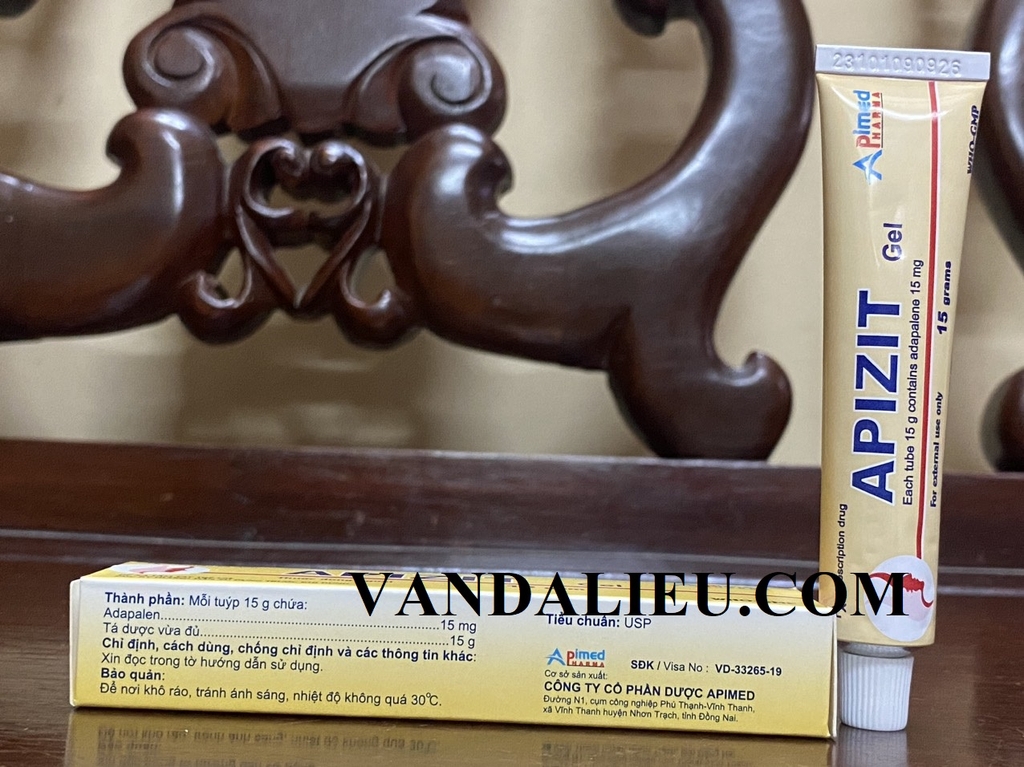 23101090926
Apimed
PHARMA
WHO-GMP
APIZIT Gel
Each tube 15 g contains adapalene 15 mg
For external use only
15 grams
scription drug
VANDALIEU.COM
Thành phần: Mỗi tuýp 15 g chứa:
Adapalen...15 mg
Tá dược vừa đủ...15 g
Chỉ định, cách dùng, chống chỉ định và các thông tin khác:
Xin đọc trong tờ hướng dẫn sử dụng.
Bảo quản:
Để nơi khô ráo, tránh ánh sáng, nhiệt độ không quá 30°C.
Tiêu chuẩn: USP
Apimed
PHARMA
SĐK / Visa No : VD-33265-19
Cơ sở sản xuất:
CÔNG TY CỔ PHẦN DƯỢC APIMED
Đường N1, cụm công nghiệp Phú Thạnh-Vĩnh Thanh,
xã Vĩnh Thanh huyện Nhơn Trạch, tỉnh Đồng Nai.